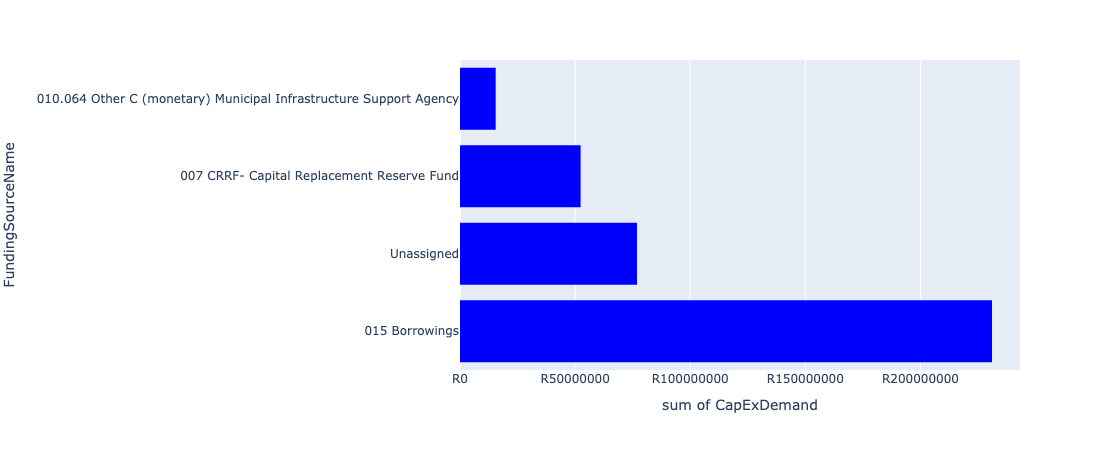 FundingSourceName
010.064 Other C (monetary) Municipal Infrastructure Support Agency
007 CRRF- Capital Replacement Reserve Fund
Unassigned
015 Borrowings
R0 R50000000 R100000000 R150000000 R200000000
sum of CapExDemand